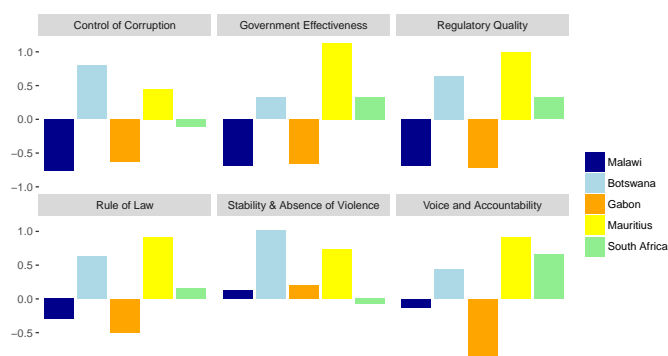 Control of Corruption Government Effectiveness Regulatory Quality
1.0
0.5
0.0
−0.5
−1.0
Rule of Law Stability & Absence of Violence Voice and Accountability
1.0
0.5
0.0
−0.5
Malawi
Botswana
Gabon
Mauritius
South Africa